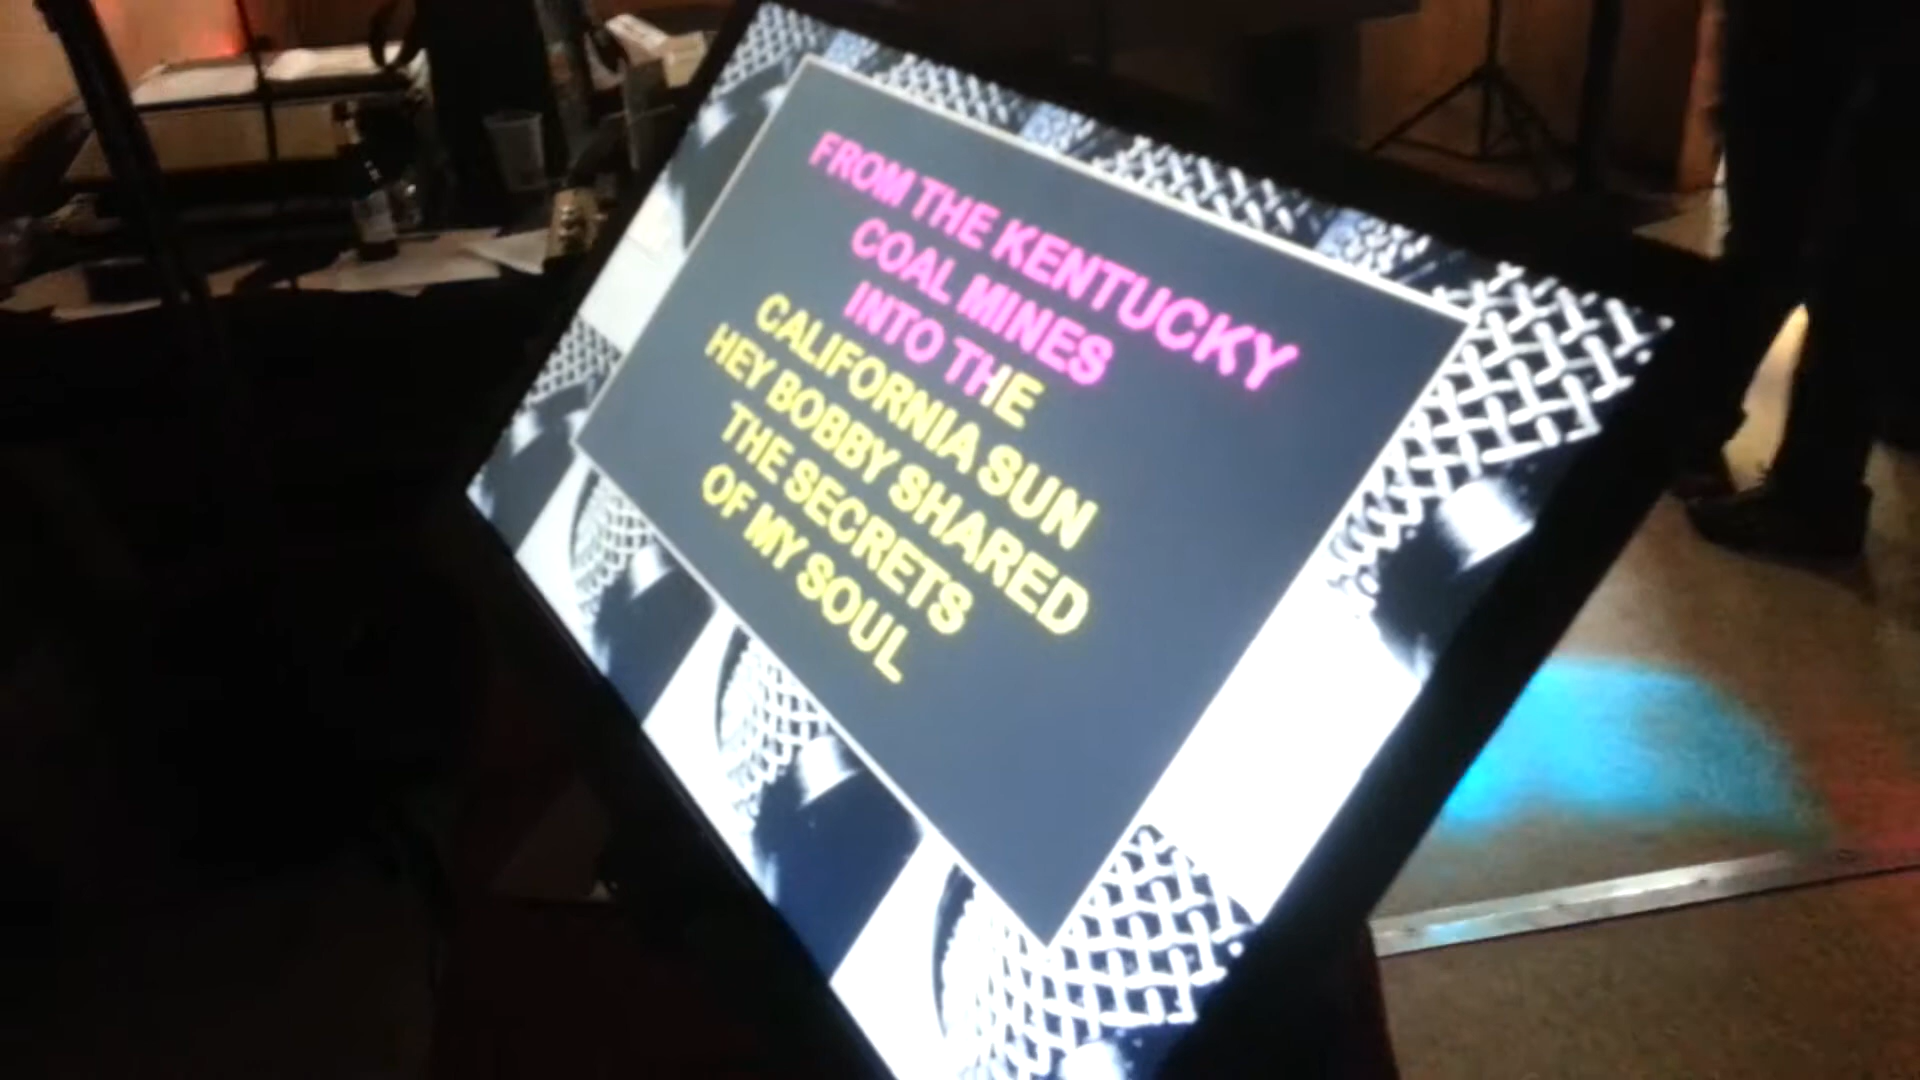 FROM THE KENTUCKY
COAL MINES
INTO THE
CALIFORNIA SUN
HEY BOBBY SHARED
THE SECRETS
OF MY SOUL